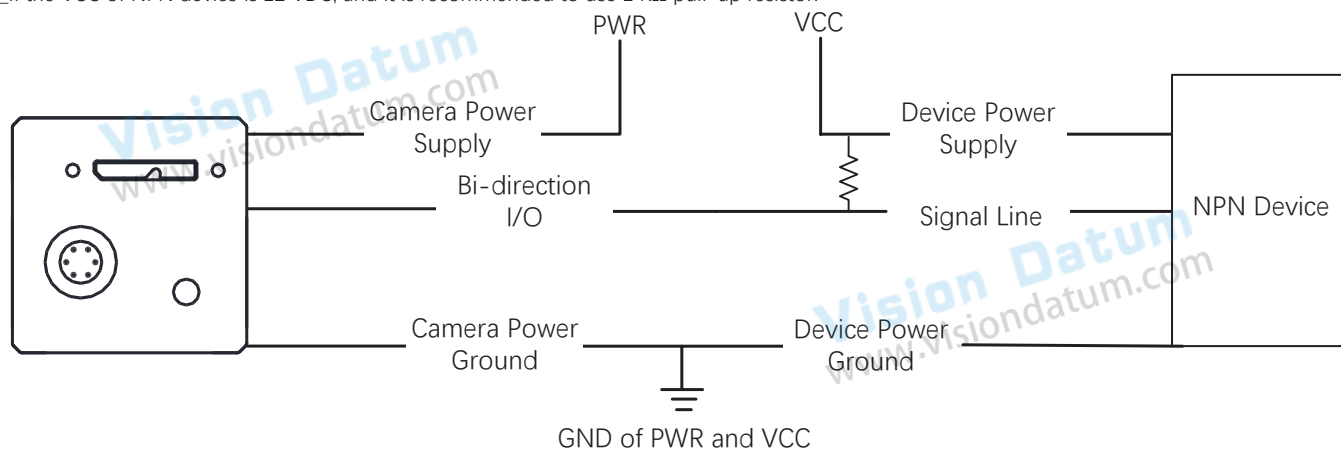 PWR
VCC
Camera Power
Supply
Device Power
Supply
Bi-direction
I/O
Signal Line
NPN Device
Camera Power
Ground
Device Power
Ground
GND of PWR and VCC
Vision Datum
www.visiondatum.com
Vision Datum
www.visiondatum.com